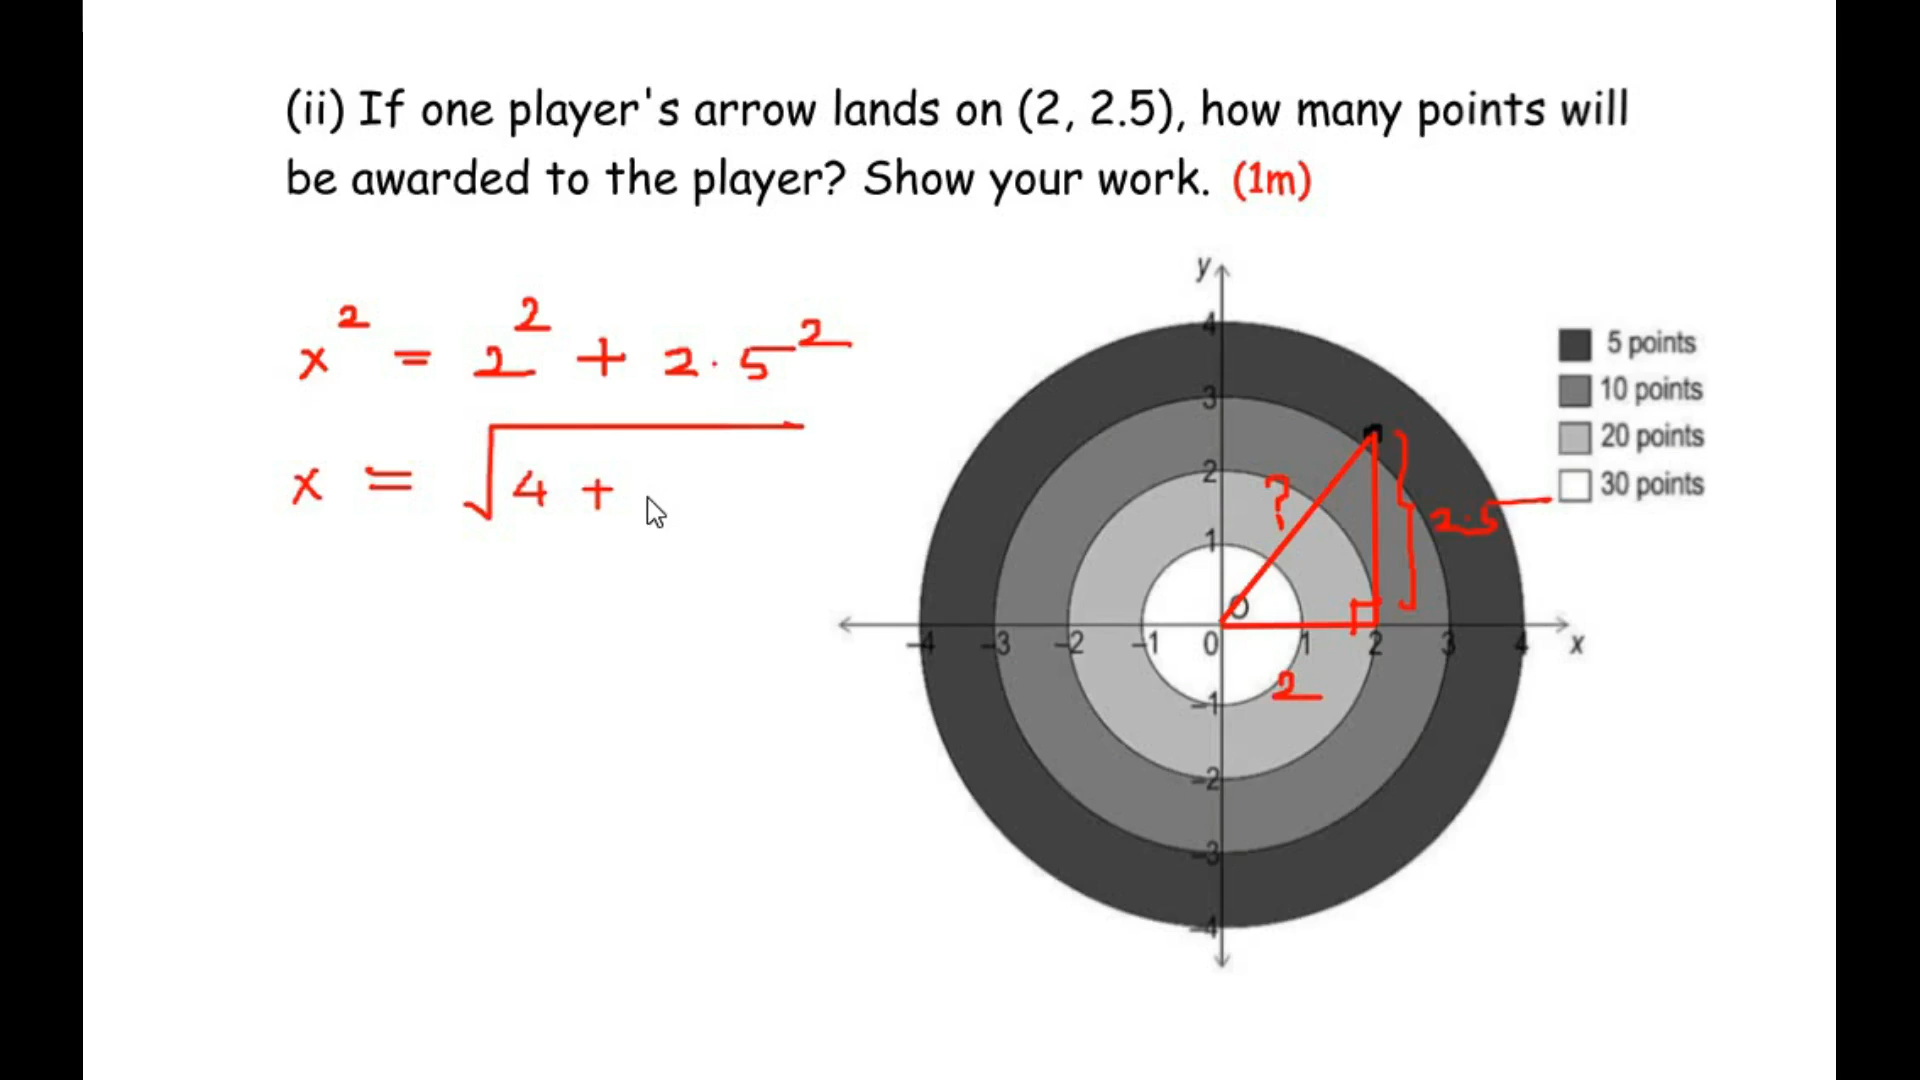 (ii) If one player's arrow lands on (2, 2.5), how many points will
be awarded to the player? Show your work. (1m)
x² = 2² + 2.5²
x = √4 +
y
4
3
2
1
?
2.5
O
-4 -3 -2 -1 0 1 2 3 4 x
2
-1
-2
-3
-4
5 points
10 points
20 points
30 points